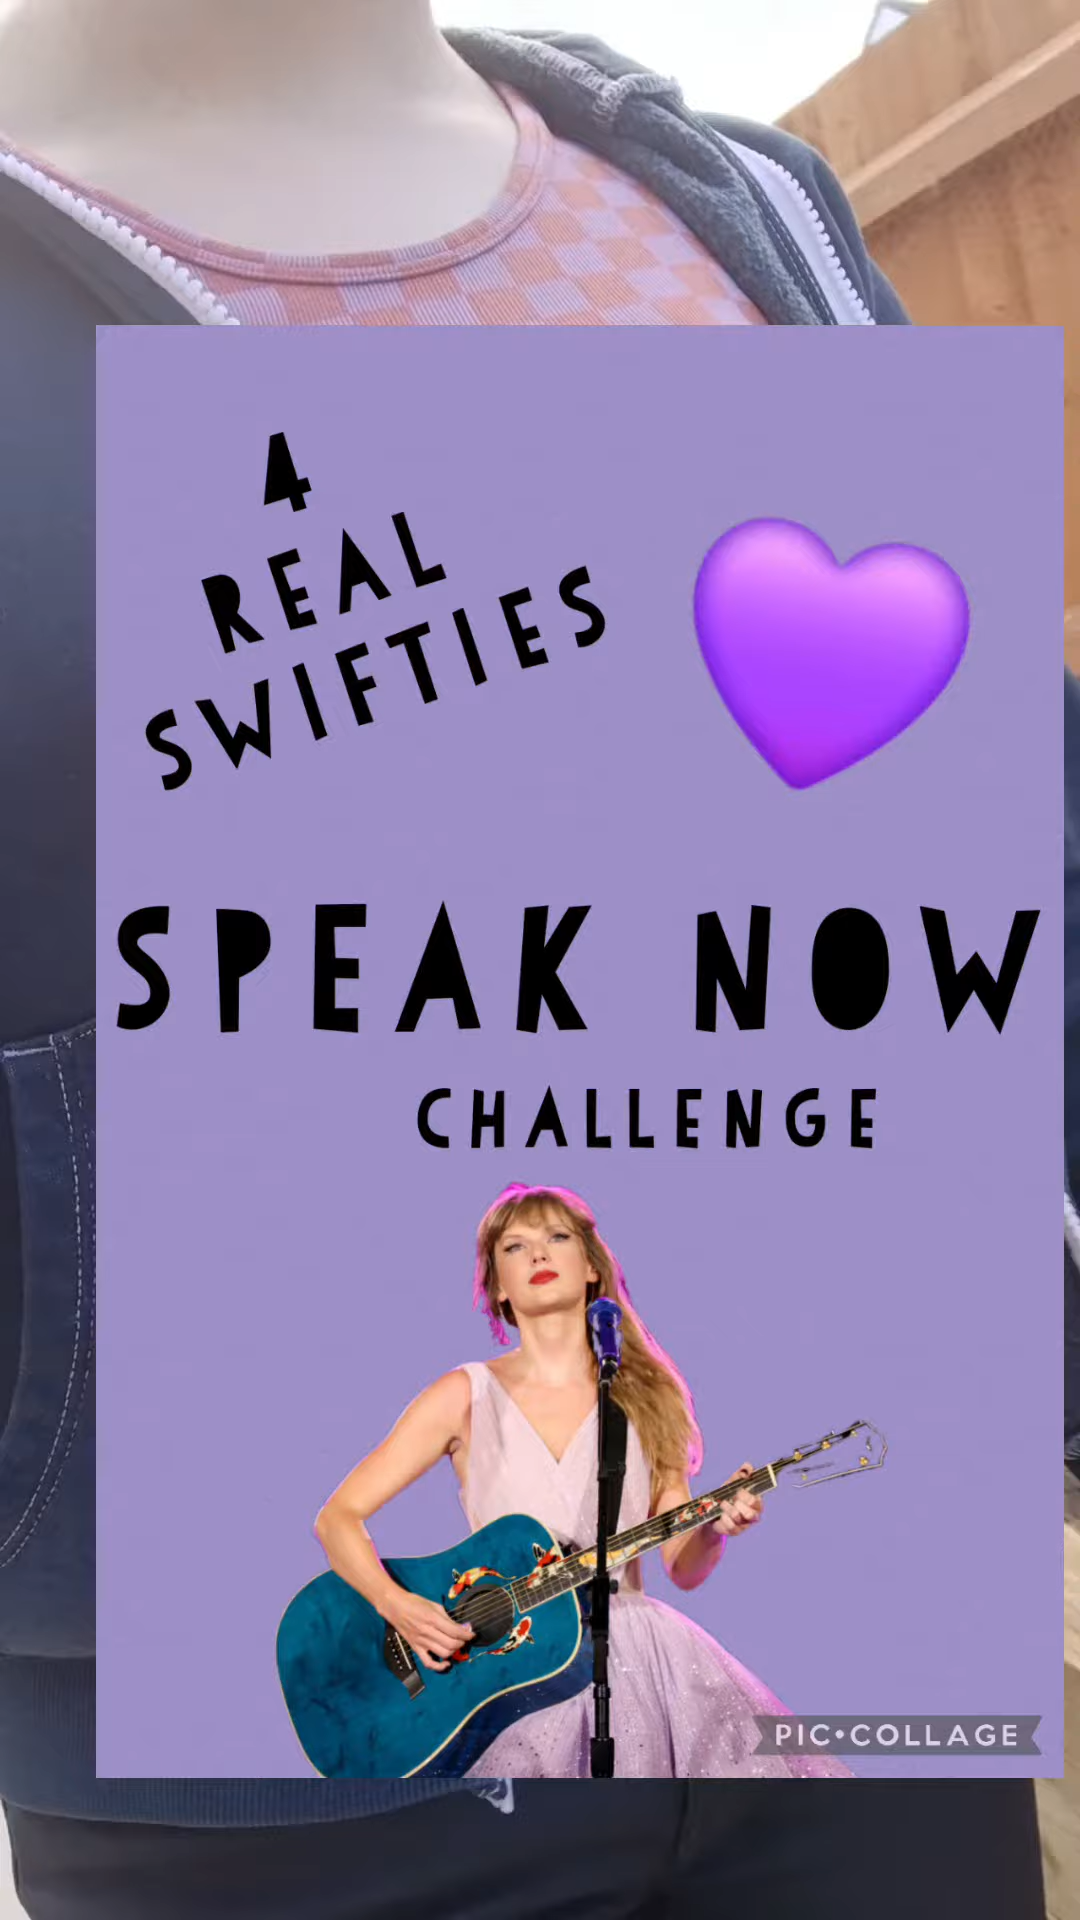 4
REAL
SWIFTIES
SPEAK NOW
CHALLENGE
PIC•COLLAGE